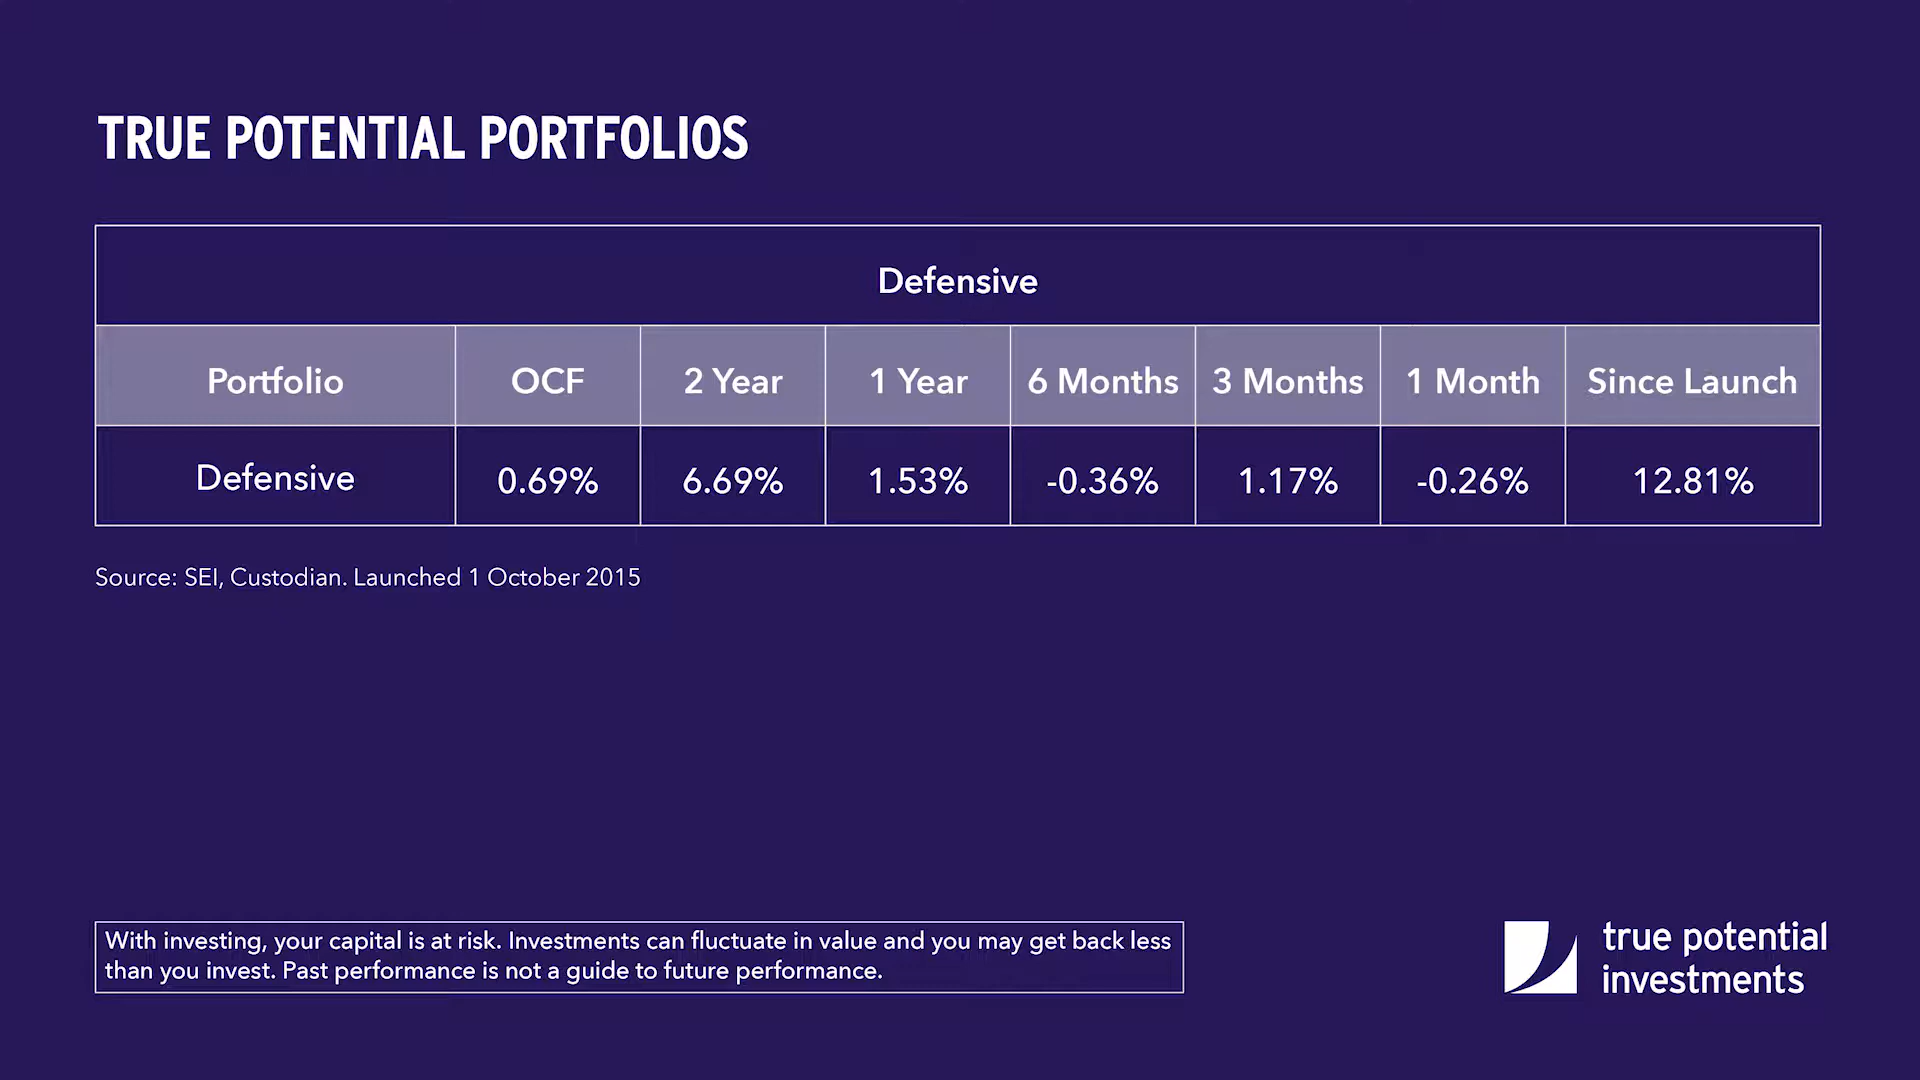 TRUE POTENTIAL PORTFOLIOS
Defensive
Portfolio OCF 2 Year 1 Year 6 Months 3 Months 1 Month Since Launch
Defensive 0.69% 6.69% 1.53% -0.36% 1.17% -0.26% 12.81%
Source: SEI, Custodian. Launched 1 October 2015
With investing, your capital is at risk. Investments can fluctuate in value and you may get back less
than you invest. Past performance is not a guide to future performance.
true potential
investments